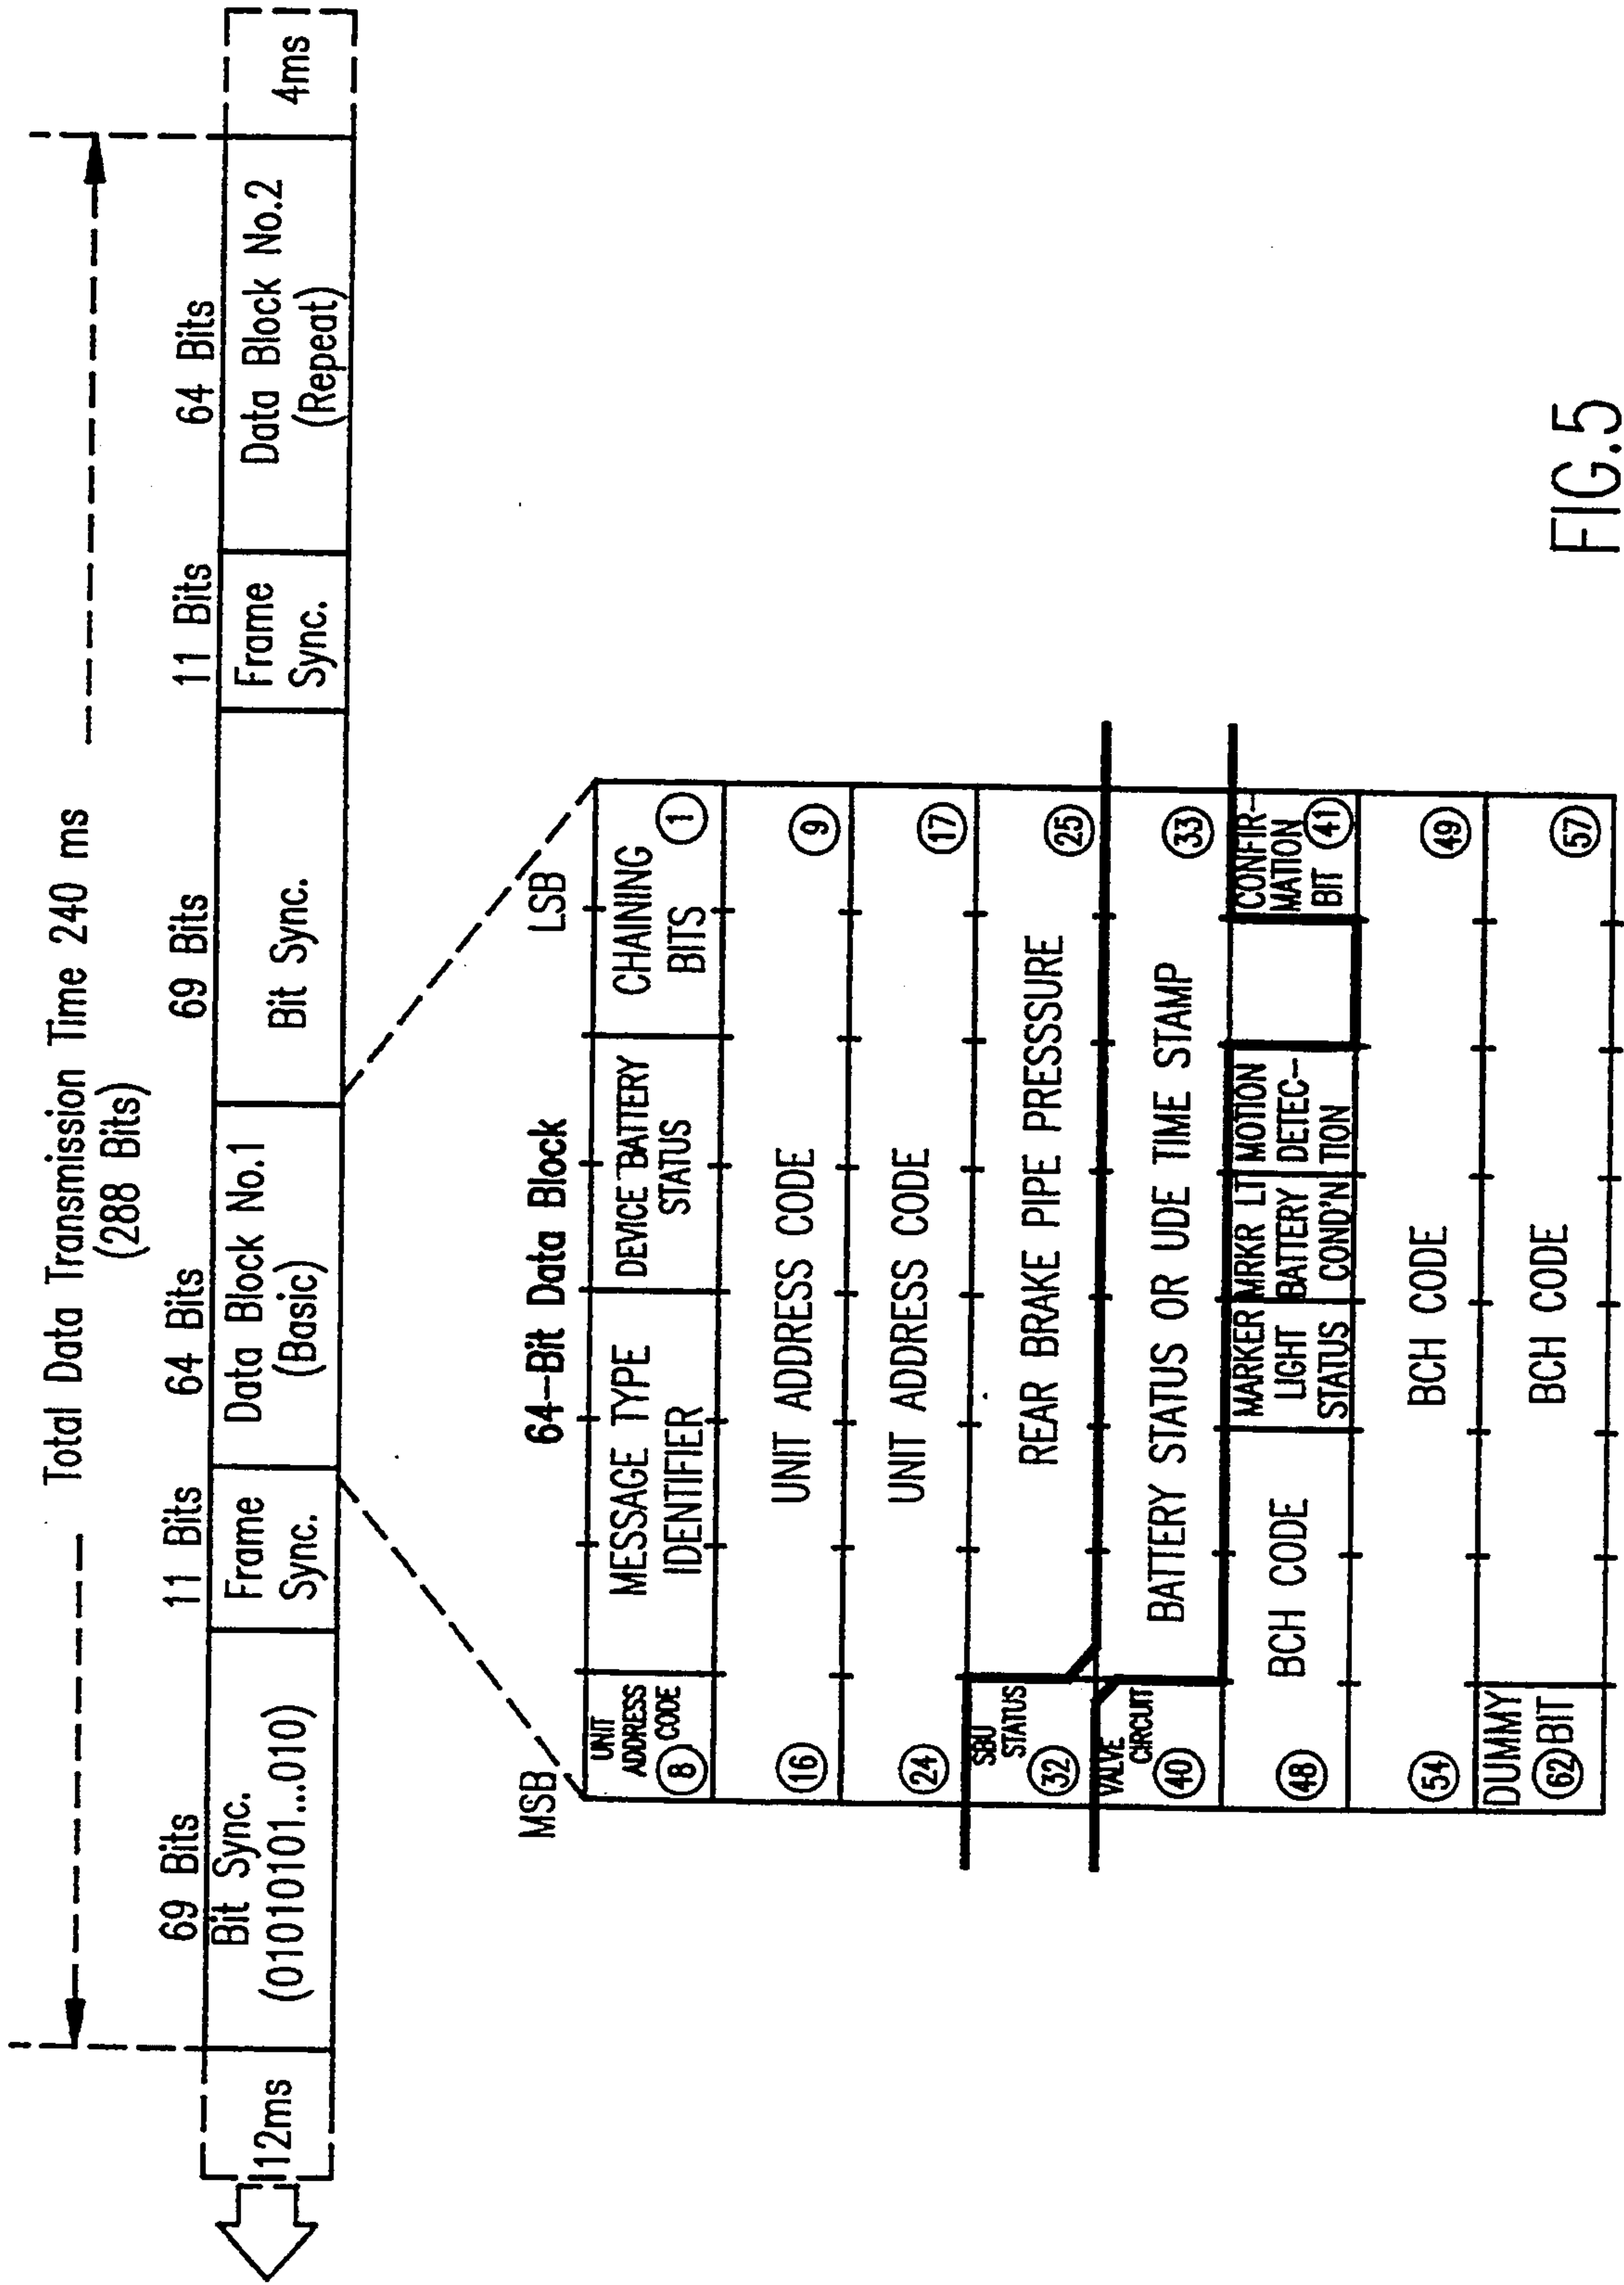 Total Data Transmission Time 240 ms
(288 Bits)
69 Bits
11 Bits
64 Bits
69 Bits
11 Bits
64 Bits
12ms
Bit Sync.
(01010101...010)
Frame
Sync.
Data Block No.1
(Basic)
Bit Sync.
Frame
Sync.
Data Block No.2
(Repeat)
4ms
MSB
64-Bit Data Block
LSB
UNIT
ADDRESS
CODE
8
MESSAGE TYPE
IDENTIFIER
DEVICE BATTERY
STATUS
CHAINING
BITS
1
16
UNIT ADDRESS CODE
9
24
UNIT ADDRESS CODE
17
SBU
STATUS
32
REAR BRAKE PIPE PRESSSURE
25
VALVE
CIRCUIT
40
BATTERY STATUS OR UDE TIME STAMP
33
48
BCH CODE
MARKER
LIGHT
STATUS
MRKR LT
BATTERY
COND'N
MOTION
DETEC-
TION
CONFIR-
MATION
BIT
41
54
BCH CODE
49
DUMMY
62 BIT
BCH CODE
57
FIG.5